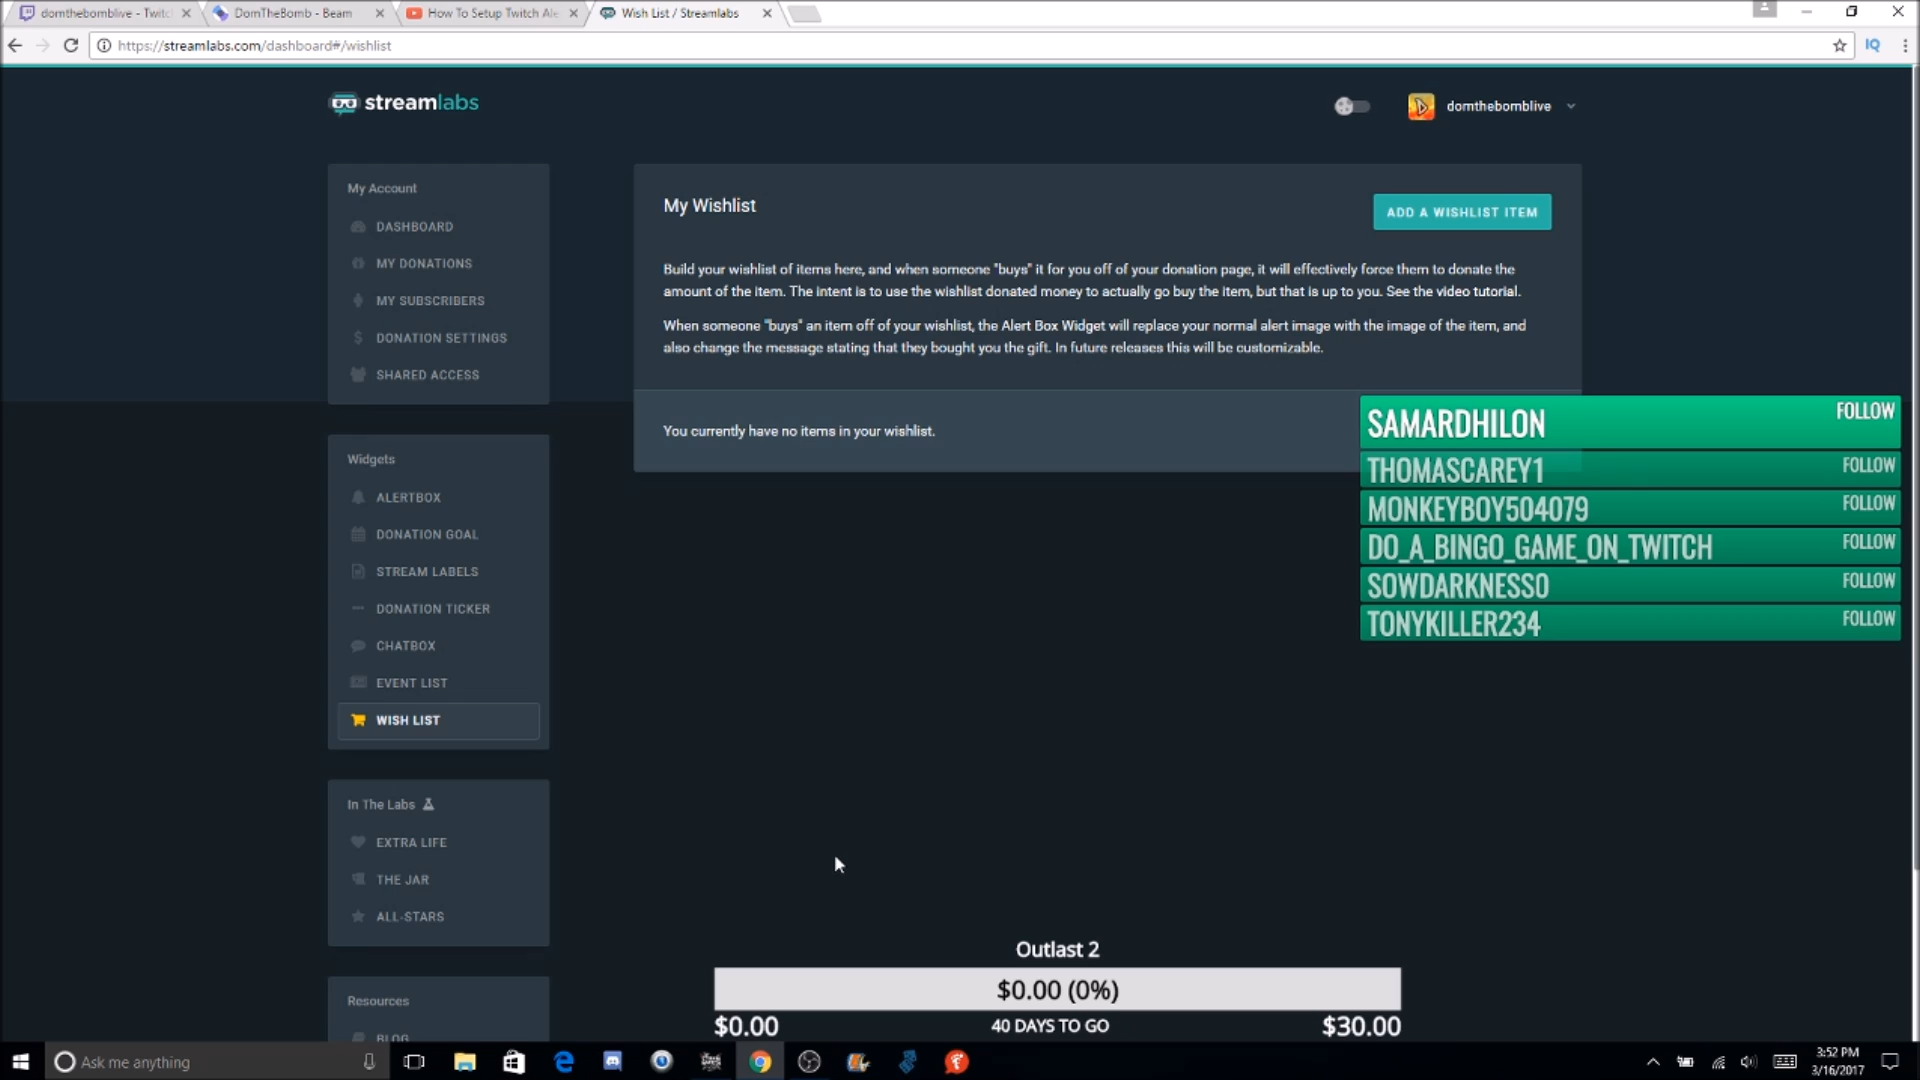 domthebomblive - Twitc
DomTheBomb - Beam
How To Setup Twitch Ale
Wish List / Streamlabs
https://streamlabs.com/dashboard#/wishlist
IQ
streamlabs
domthebomblive
My Account
DASHBOARD
MY DONATIONS
MY SUBSCRIBERS
DONATION SETTINGS
SHARED ACCESS
Widgets
ALERTBOX
DONATION GOAL
STREAM LABELS
DONATION TICKER
CHATBOX
EVENT LIST
WISH LIST
In The Labs
EXTRA LIFE
THE JAR
ALL-STARS
Resources
BLOG
My Wishlist
ADD A WISHLIST ITEM
Build your wishlist of items here, and when someone "buys" it for you off of your donation page, it will effectively force them to donate the
amount of the item. The intent is to use the wishlist donated money to actually go buy the item, but that is up to you. See the video tutorial.
When someone "buys" an item off of your wishlist, the Alert Box Widget will replace your normal alert image with the image of the item, and
also change the message stating that they bought you the gift. In future releases this will be customizable.
You currently have no items in your wishlist.
SAMARDHILON FOLLOW
THOMASCAREY1 FOLLOW
MONKEYBOY504079 FOLLOW
DO_A_BINGO_GAME_ON_TWITCH FOLLOW
SOWDARKNESS0 FOLLOW
TONYKILLER234 FOLLOW
Outlast 2
$0.00 (0%)
$0.00 40 DAYS TO GO $30.00
Ask me anything
3:52 PM
3/16/2017